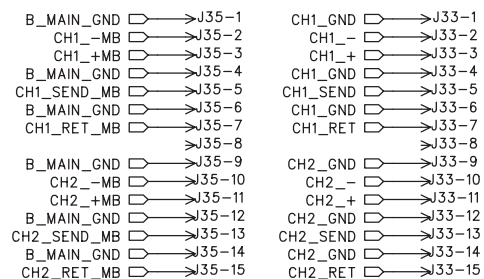 B_MAIN_GND J35-1
CH1_-MB J35-2
CH1_+MB J35-3
B_MAIN_GND J35-4
CH1_SEND_MB J35-5
B_MAIN_GND J35-6
CH1_RET_MB J35-7
J35-8
B_MAIN_GND J35-9
CH2_-MB J35-10
CH2_+MB J35-11
B_MAIN_GND J35-12
CH2_SEND_MB J35-13
B_MAIN_GND J35-14
CH2_RET_MB J35-15
CH1_GND J33-1
CH1_- J33-2
CH1_+ J33-3
CH1_GND J33-4
CH1_SEND J33-5
CH1_GND J33-6
CH1_RET J33-7
J33-8
CH2_GND J33-9
CH2_- J33-10
CH2_+ J33-11
CH2_GND J33-12
CH2_SEND J33-13
CH2_GND J33-14
CH2_RET J33-15